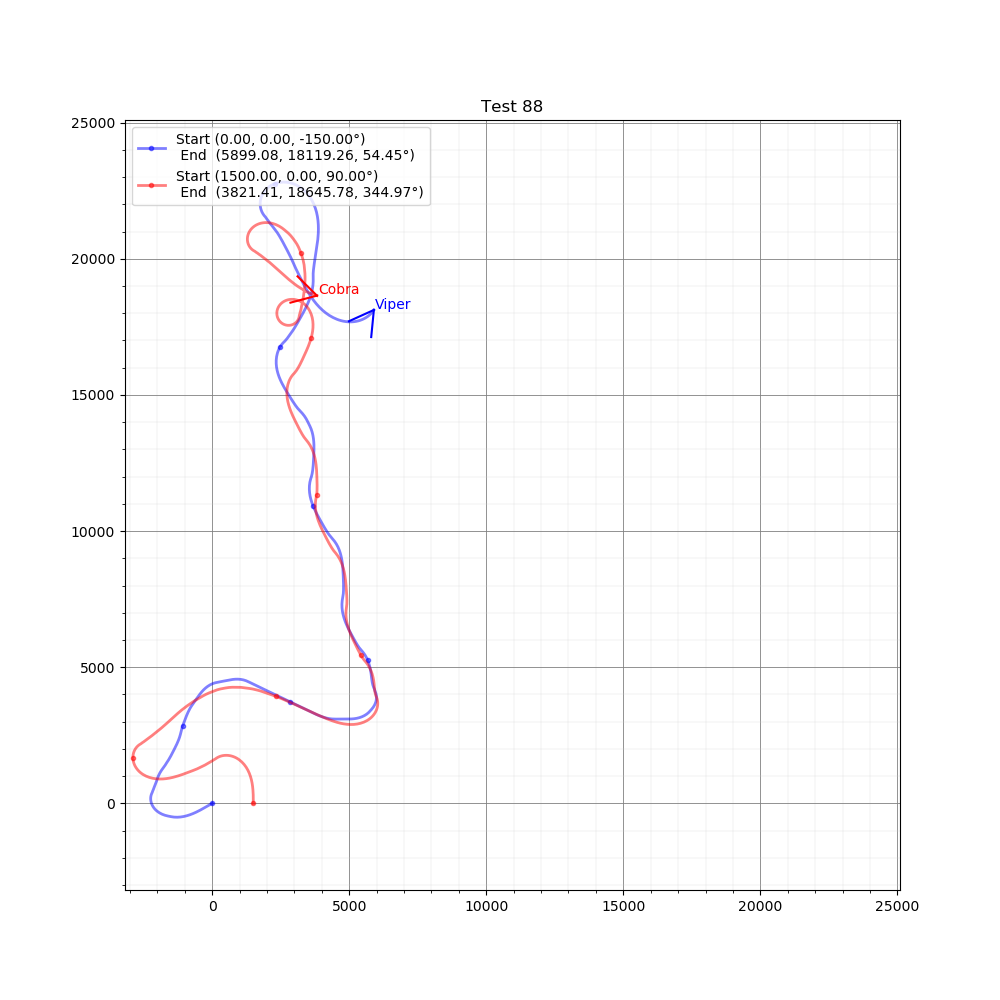 Test 88
25000
20000
15000
10000
5000
0
Start (0.00, 0.00, -150.00°)
End (5899.08, 18119.26, 54.45°)
Start (1500.00, 0.00, 90.00°)
End (3821.41, 18645.78, 344.97°)
Cobra
Viper
0 5000 10000 15000 20000 25000